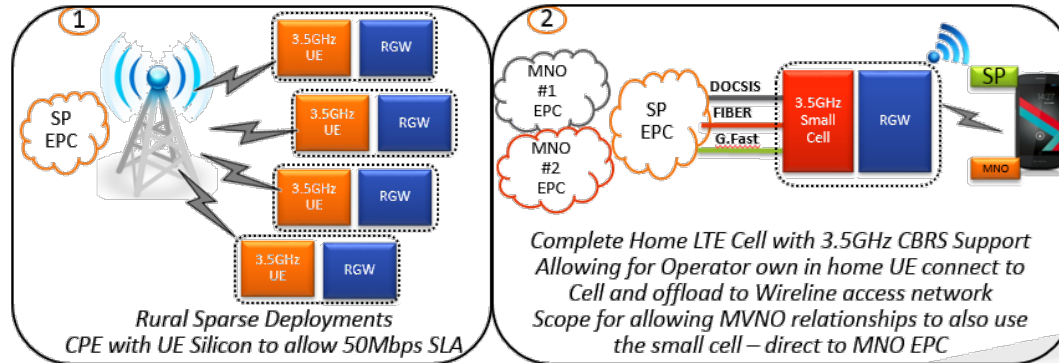 1
SP
EPC
3.5GHz
UE
RGW
3.5GHz
UE
RGW
3.5GHz
UE
RGW
3.5GHz
UE
RGW
Rural Sparse Deployments
CPE with UE Silicon to allow 50Mbps SLA
2
MNO
#1
EPC
MNO
#2
EPC
SP
EPC
DOCSIS
FIBER
G.Fast
3.5GHz
Small
Cell
RGW
SP
MNO
Complete Home LTE Cell with 3.5GHz CBRS Support
Allowing for Operator own in home UE connect to
Cell and offload to Wireline access network
Scope for allowing MVNO relationships to also use
the small cell – direct to MNO EPC